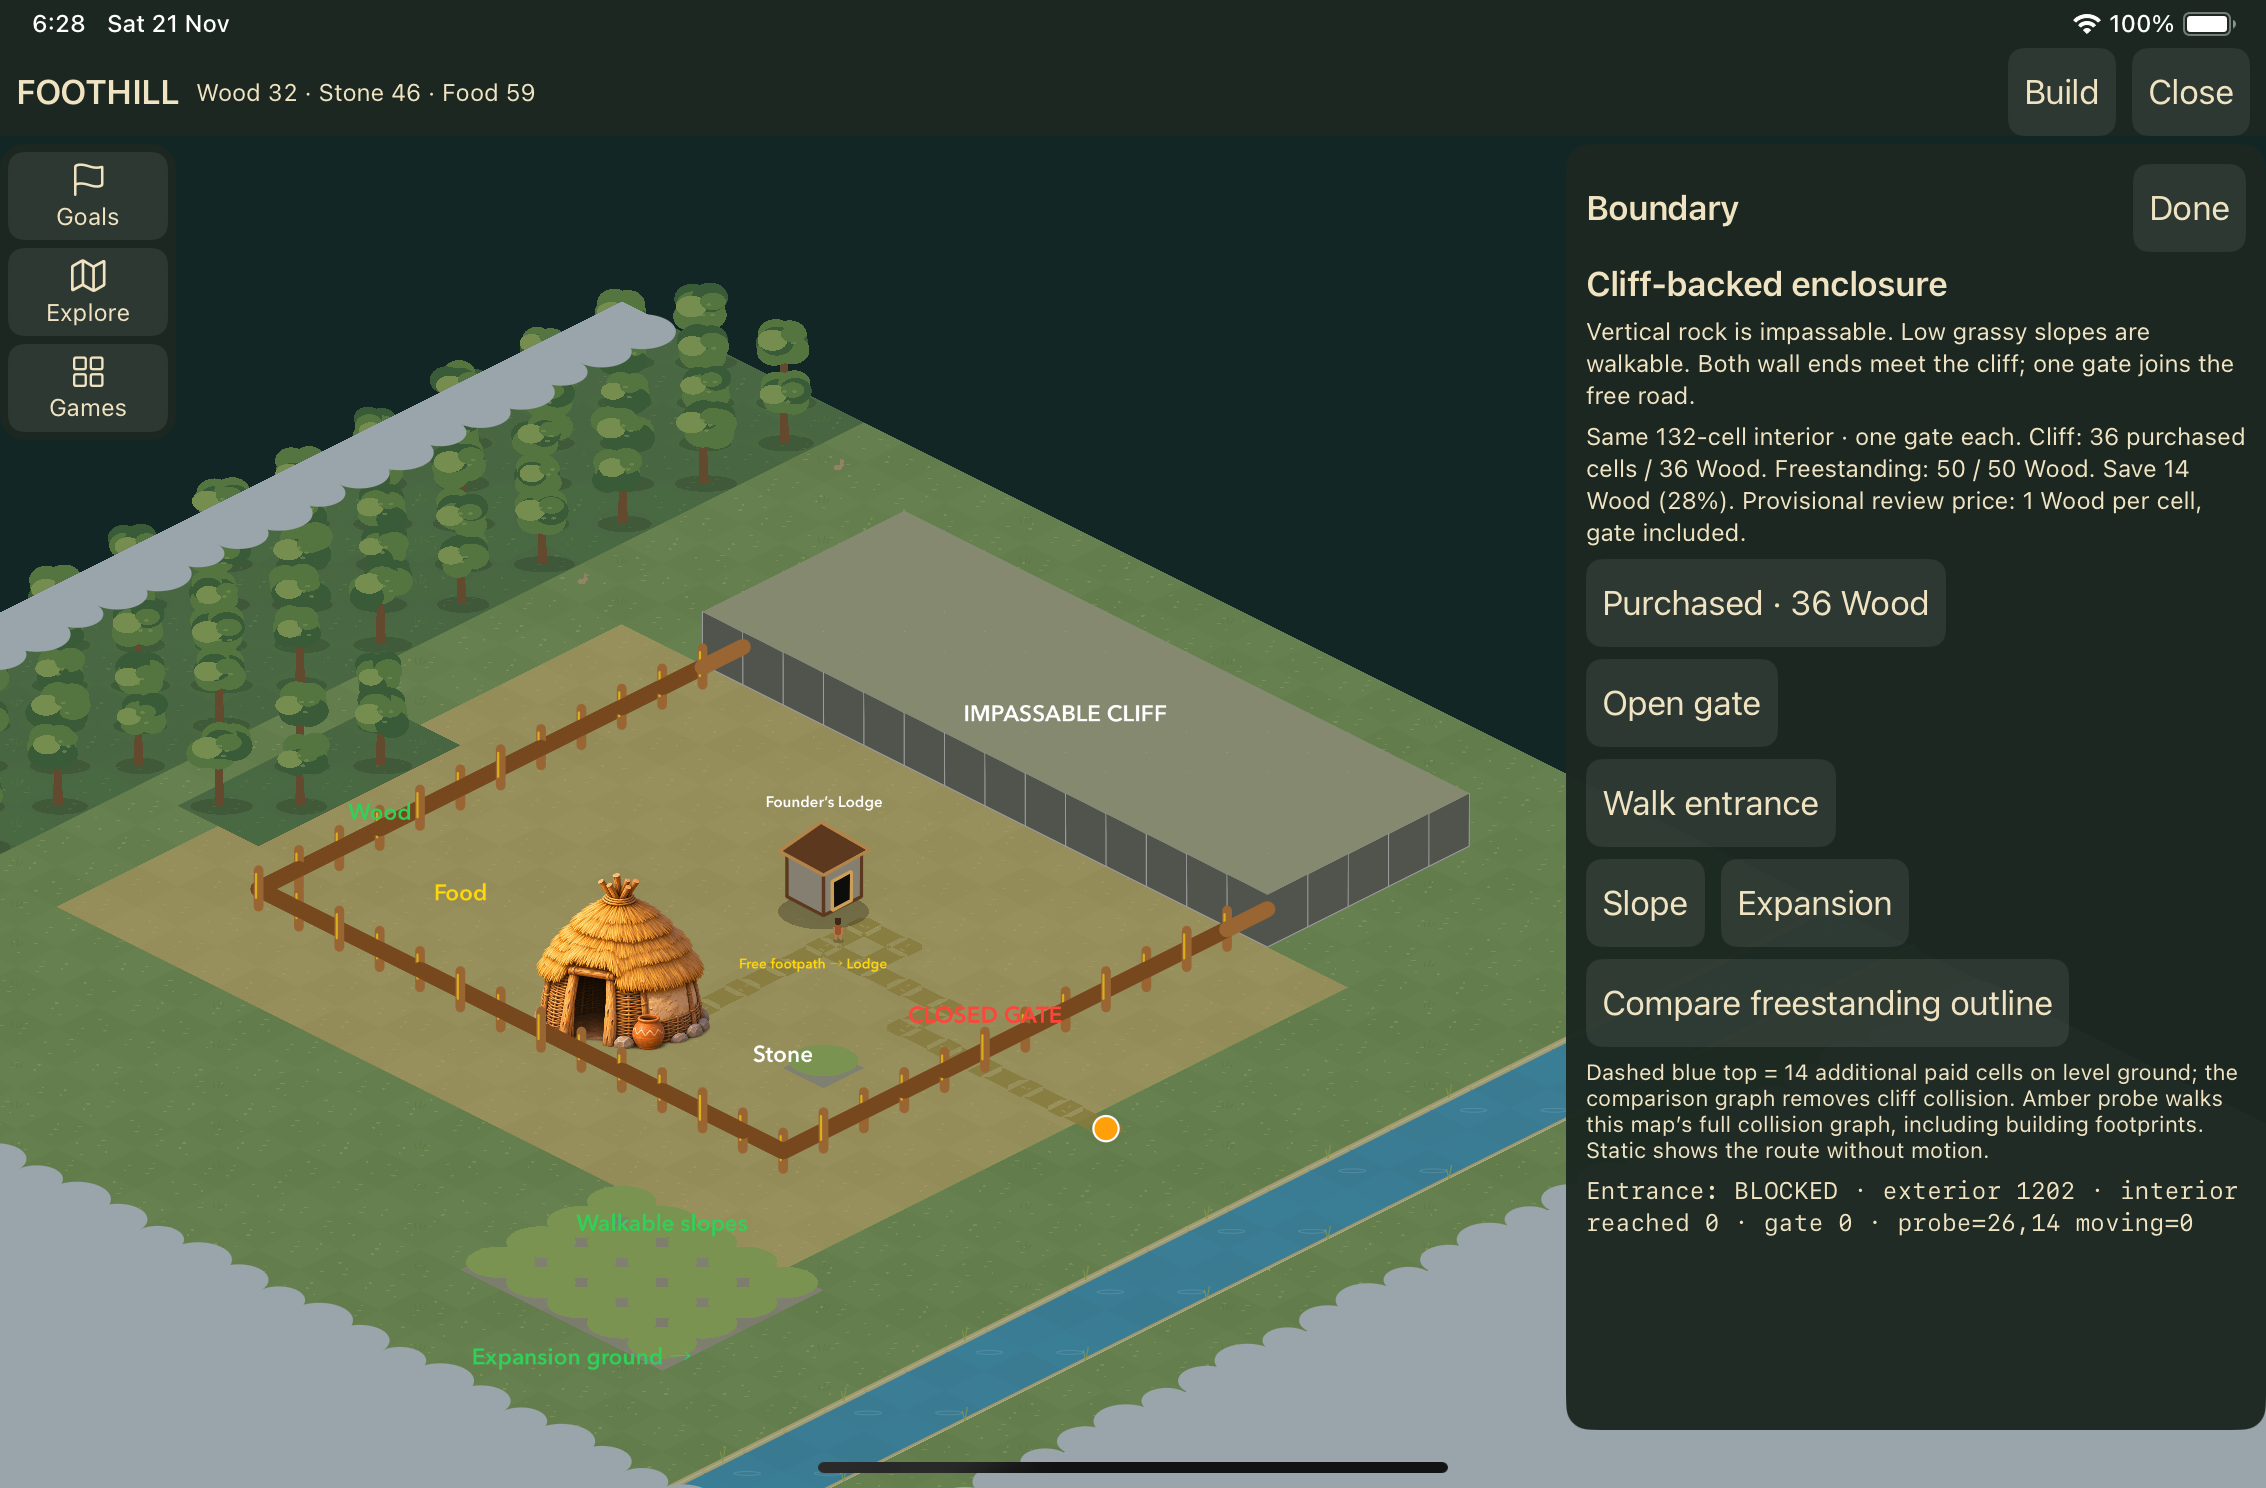 6:28 Sat 21 Nov
100%
FOOTHILL Wood 32 · Stone 46 · Food 59
Build
Close
Goals
Explore
Games
IMPASSABLE CLIFF
Founder's Lodge
Wood
Food
Free footpath → Lodge
CLOSED GATE
Stone
Walkable slopes
Expansion ground →
Boundary
Done
Cliff-backed enclosure
Vertical rock is impassable. Low grassy slopes are
walkable. Both wall ends meet the cliff; one gate joins the
free road.
Same 132-cell interior · one gate each. Cliff: 36 purchased
cells / 36 Wood. Freestanding: 50 / 50 Wood. Save 14
Wood (28%). Provisional review price: 1 Wood per cell,
gate included.
Purchased · 36 Wood
Open gate
Walk entrance
Slope
Expansion
Compare freestanding outline
Dashed blue top = 14 additional paid cells on level ground; the
comparison graph removes cliff collision. Amber probe walks
this map's full collision graph, including building footprints.
Static shows the route without motion.
Entrance: BLOCKED · exterior 1202 · interior
reached 0 · gate 0 · probe=26,14 moving=0